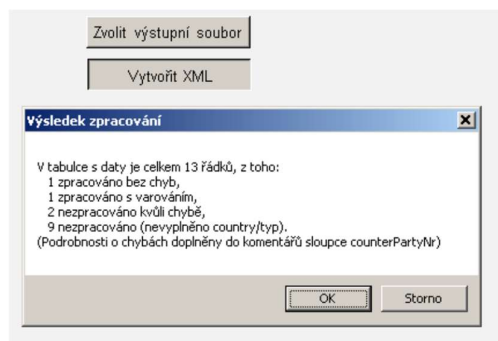 Zvolit výstupní soubor
Vytvořit XML
Výsledek zpracování
V tabulce s daty je celkem 13 řádků, z toho:
1 zpracováno bez chyb,
1 zpracováno s varováním,
2 nezpracováno kvůli chybě,
9 nezpracováno (nevyplněno country/typ).
(Podrobnosti o chybách doplněny do komentářů sloupce counterPartyNr)
OK
Storno